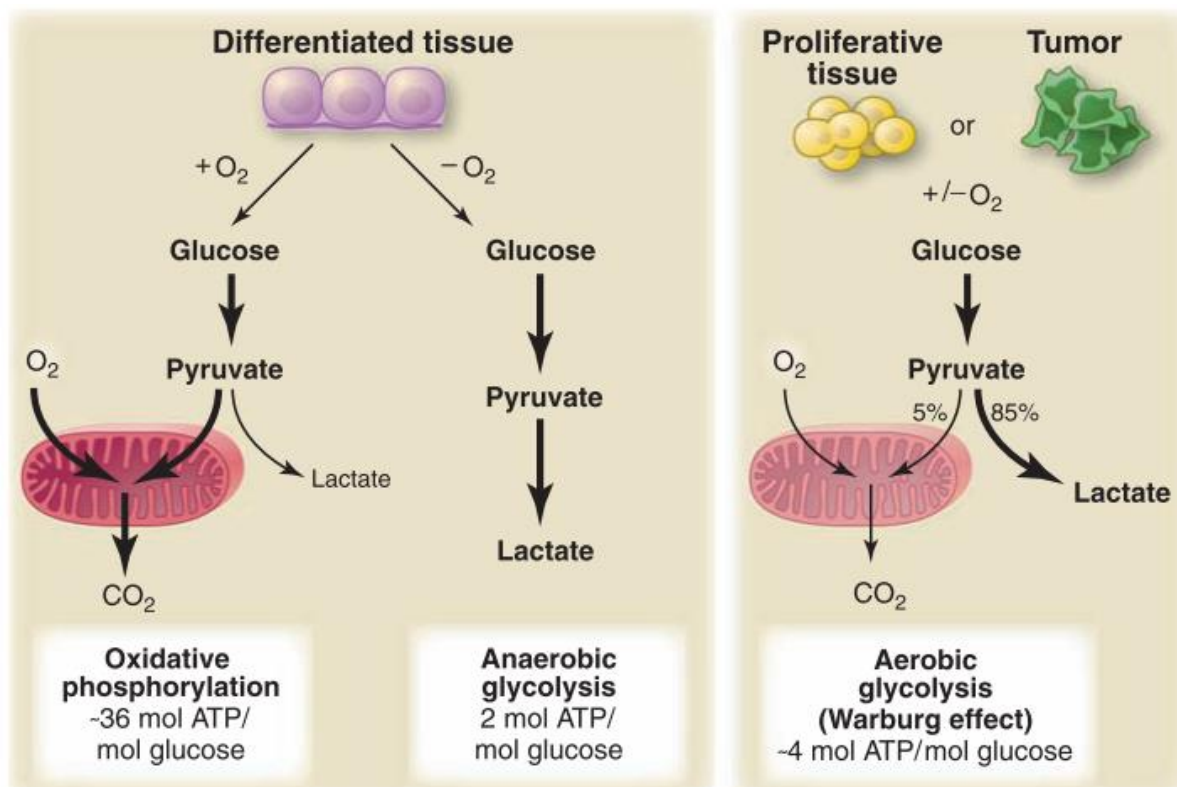 Differentiated tissue
+ O₂
− O₂
Glucose
Pyruvate
O₂
Lactate
CO₂
Oxidative
phosphorylation
~36 mol ATP/
mol glucose
Glucose
Pyruvate
Lactate
Anaerobic
glycolysis
2 mol ATP/
mol glucose
Proliferative
tissue
or
Tumor
+/−O₂
Glucose
O₂
Pyruvate
5%
85%
Lactate
CO₂
Aerobic
glycolysis
(Warburg effect)
~4 mol ATP/mol glucose